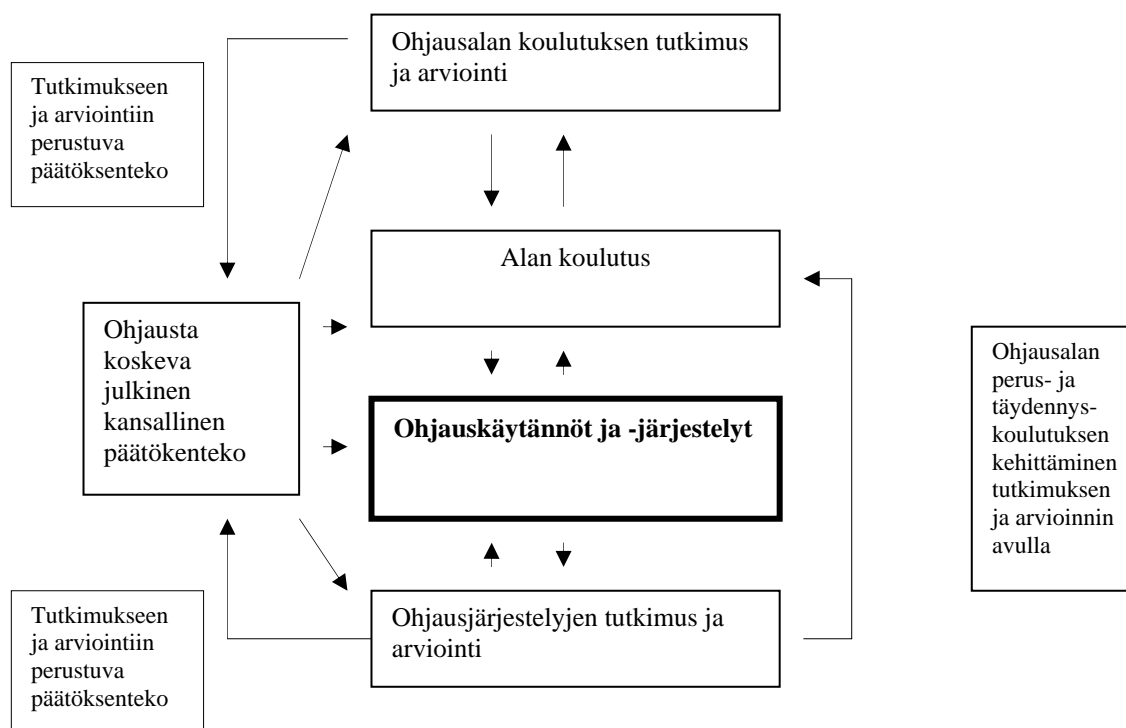 Ohjausalan koulutuksen tutkimus
ja arviointi
Tutkimukseen
ja arviointiin
perustuva
päätöksenteko
Alan koulutus
Ohjausta
koskeva
julkinen
kansallinen
päätökenteko
Ohjauskäytännöt ja -järjestelyt
Ohjausalan
perus- ja
täydennys-
koulutuksen
kehittäminen
tutkimuksen
ja arvioinnin
avulla
Tutkimukseen
ja arviointiin
perustuva
päätöksenteko
Ohjausjärjestelyjen tutkimus ja
arviointi